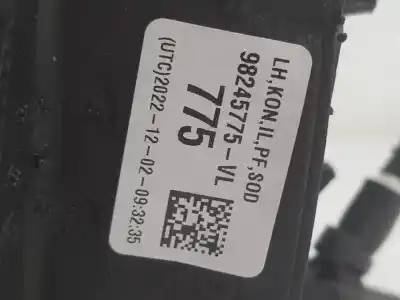 LH,KON,IL,PF,SOD
98245775-VL
775
(UTC)2022-12-02-09:32:35